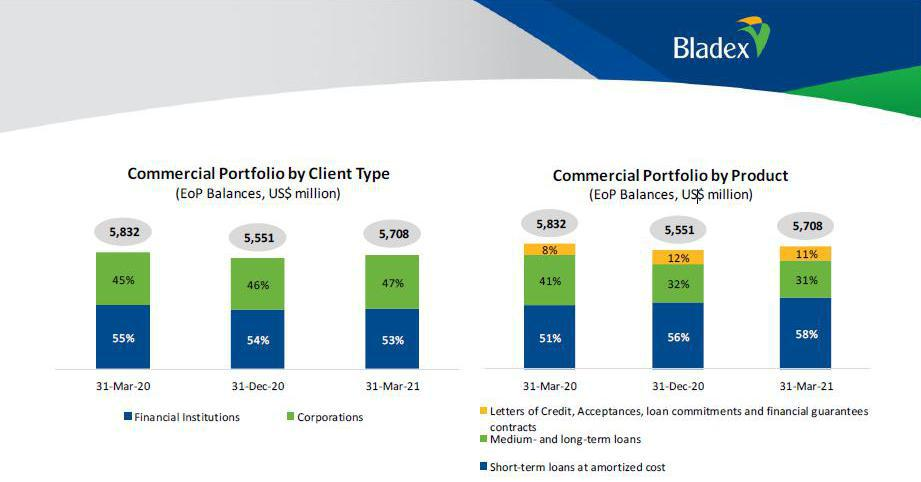 Bladex
Commercial Portfolio by Client Type
(EoP Balances, US$ million)
5,832
5,551
5,708
45%
46%
47%
55%
54%
53%
31-Mar-20
31-Dec-20
31-Mar-21
Financial Institutions
Corporations
Commercial Portfolio by Product
(EoP Balances, US$ million)
5,832
5,551
5,708
8%
12%
11%
41%
32%
31%
51%
56%
58%
31-Mar-20
31-Dec-20
31-Mar-21
Letters of Credit, Acceptances, loan commitments and financial guarantees
contracts
Medium- and long-term loans
Short-term loans at amortized cost